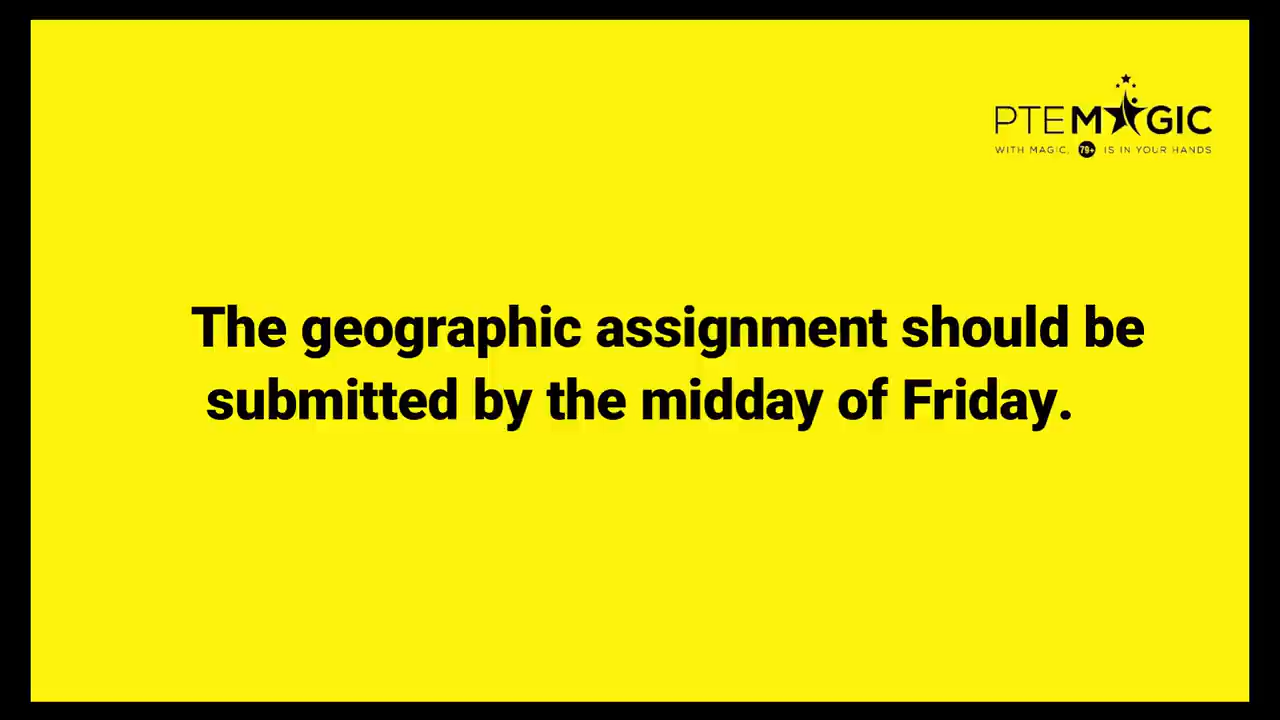 PTEMAGIC
WITH MAGIC, 79+ IS IN YOUR HANDS
The geographic assignment should be
submitted by the midday of Friday.